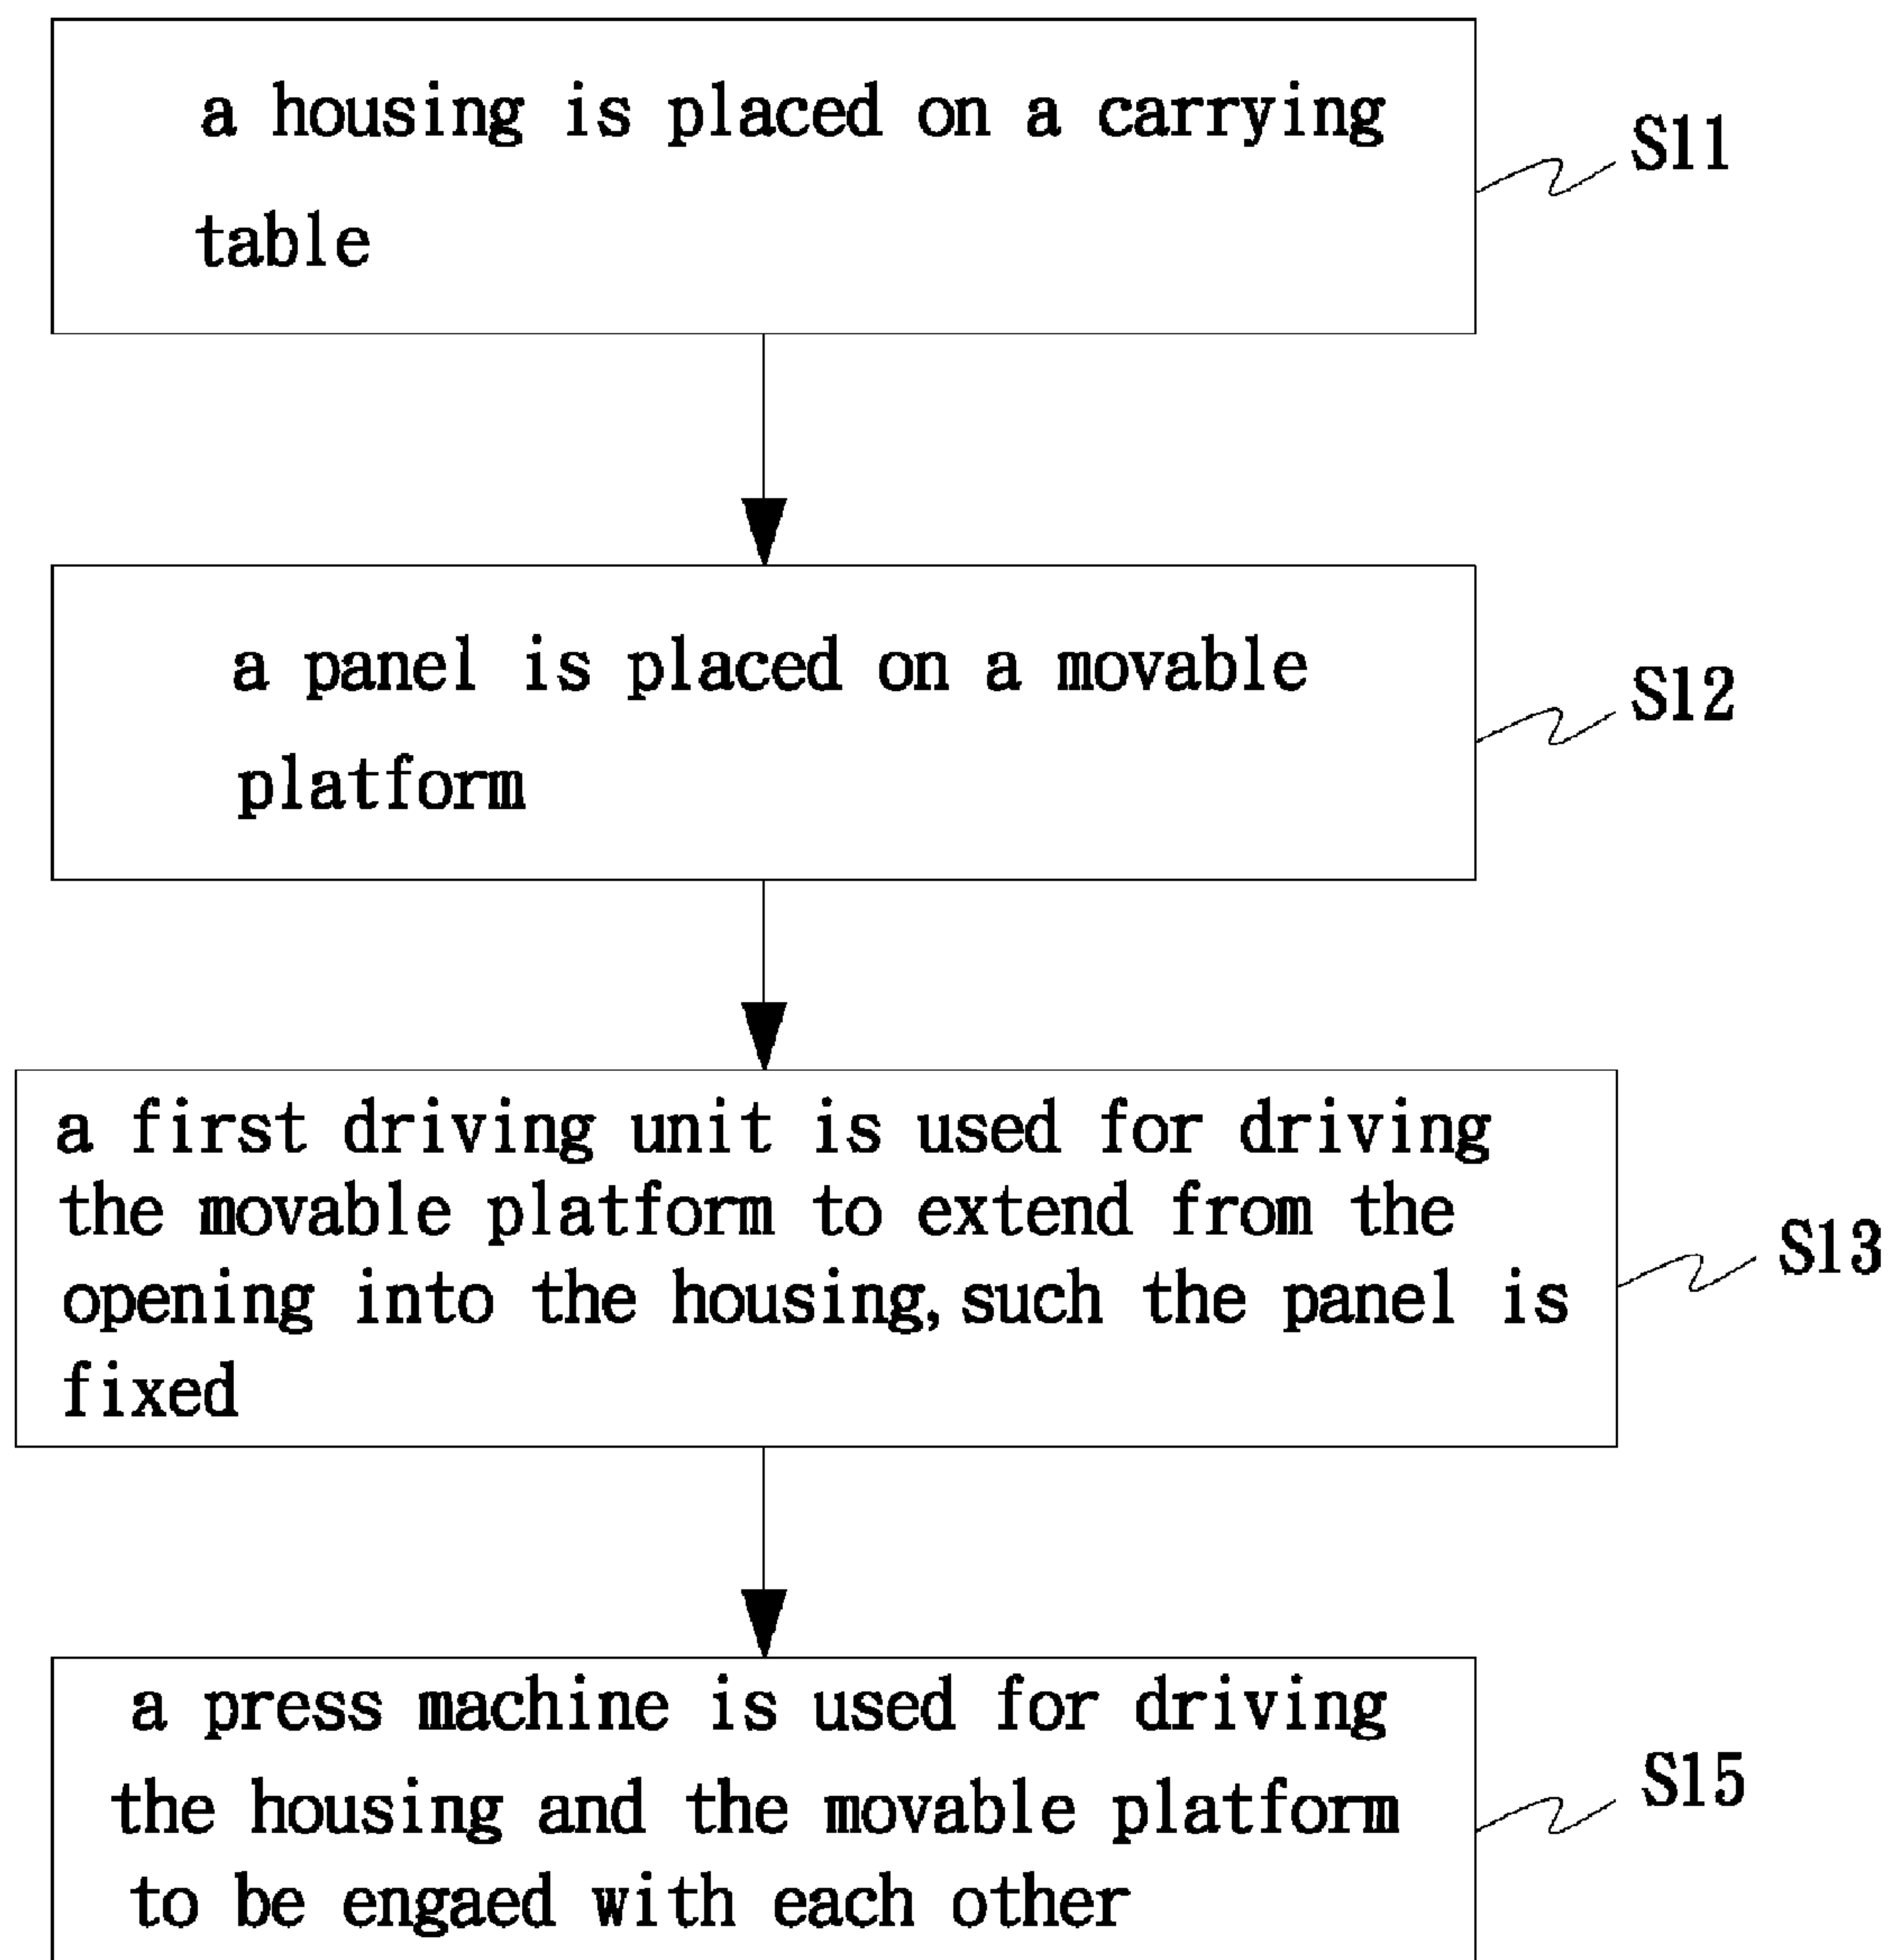 a housing is placed on a carrying
table
S11
a panel is placed on a movable
platform
S12
a first driving unit is used for driving
the movable platform to extend from the
opening into the housing, such the panel is
fixed
S13
a press machine is used for driving
the housing and the movable platform
to be engaed with each other
S15